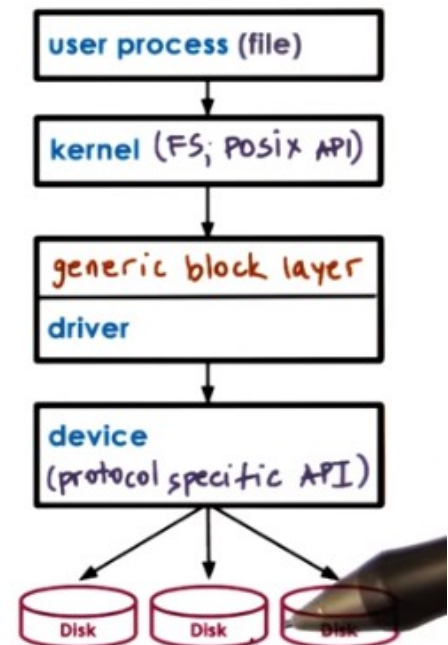 user process (file)
kernel (FS; POSIX API)
generic block layer
driver
device
(protocol specific API)
Disk
Disk
Disk